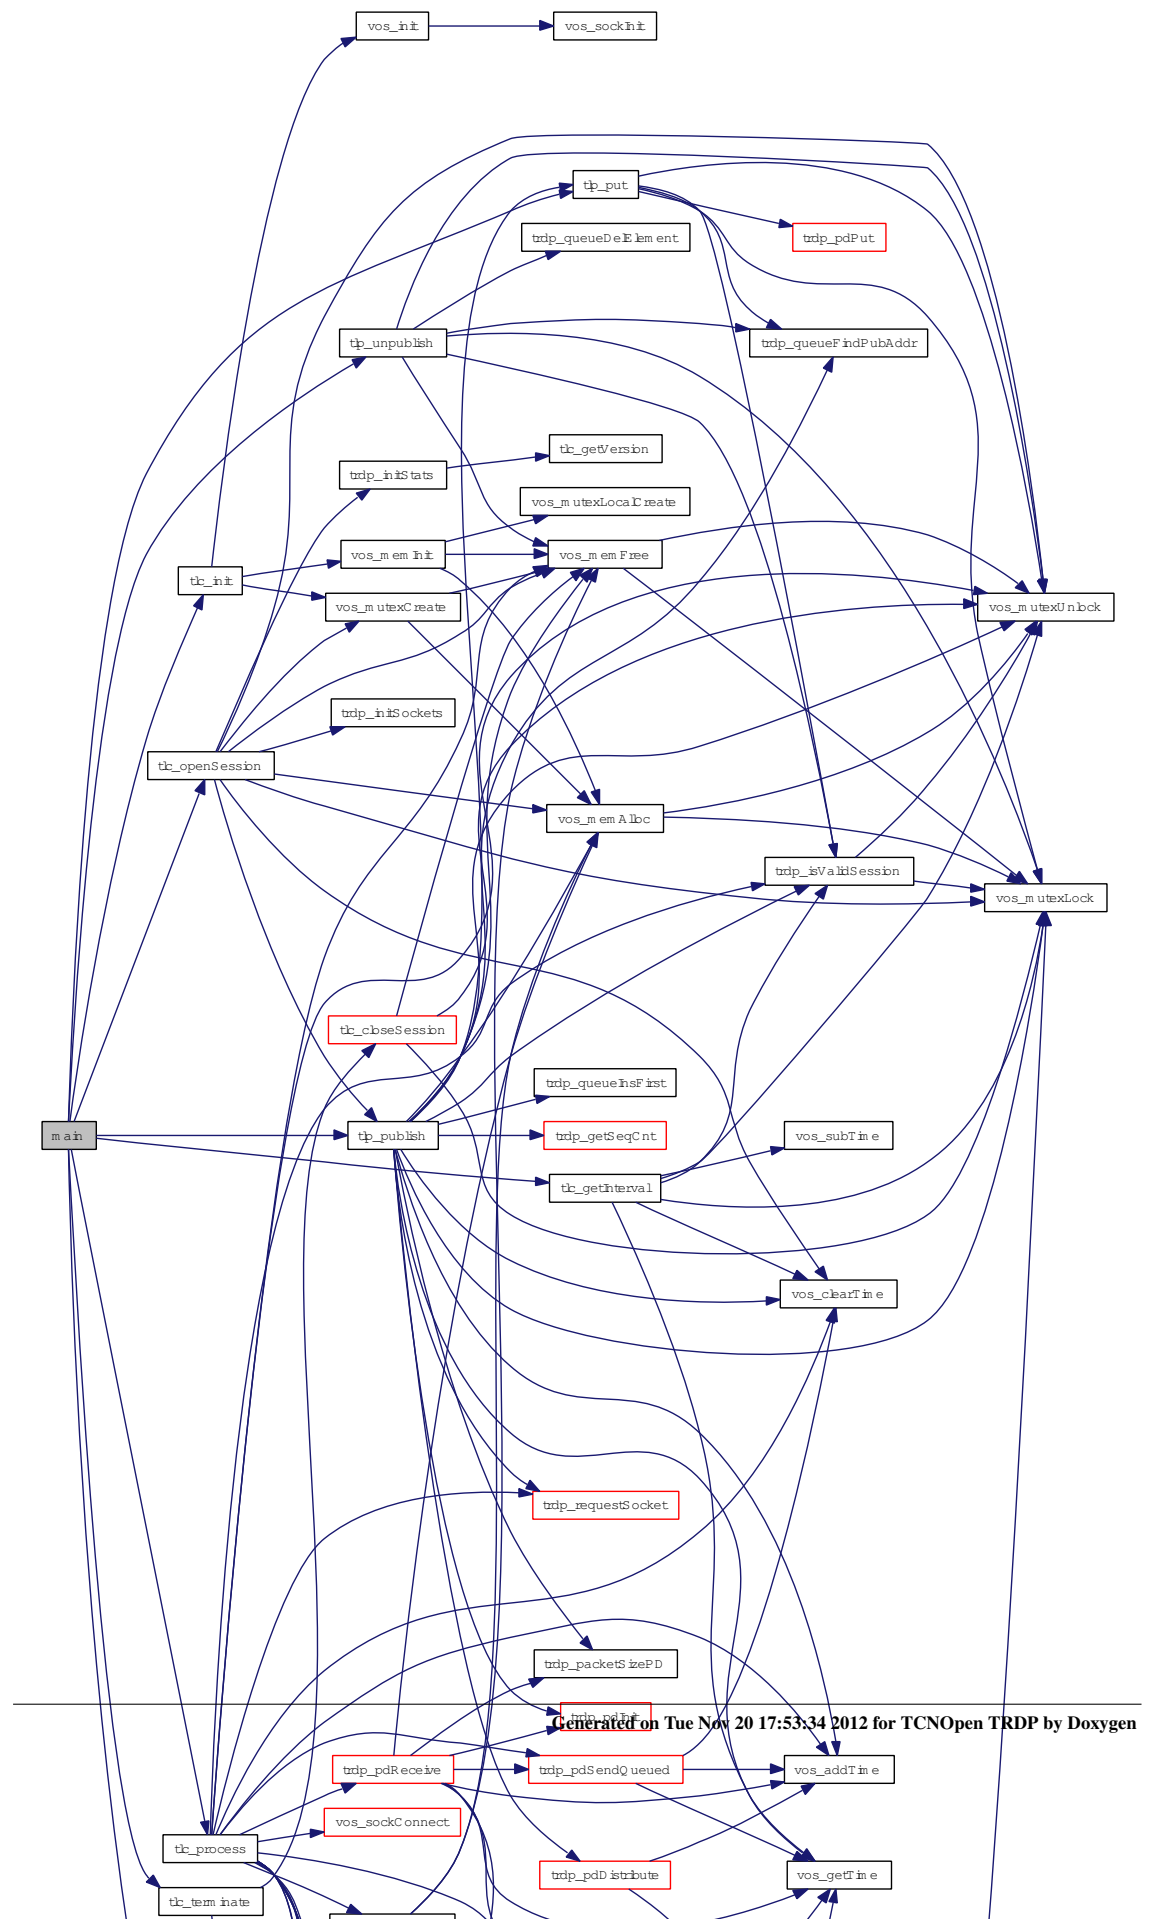 vos_init
vos_sockInit
tlp_put
trdp_queueDelElement
trdp_pdPut
tlp_unpublish
trdp_queueFindPubAddr
tlc_getVersion
trdp_initStats
vos_mutexLocalCreate
vos_memInit
vos_memFree
tlc_init
vos_mutexCreate
vos_mutexUnlock
trdp_initSockets
tlc_openSession
vos_memAlloc
trdp_isValidSession
vos_mutexLock
tlc_closeSession
trdp_queueInsFirst
main
tlp_publish
trdp_getSeqCnt
vos_subTime
tlc_getInterval
vos_clearTime
trdp_requestSocket
trdp_packetSizePD
trdp_pdInit
Generated on Tue Nov 20 17:53:34 2012 for TCNOpen TRDP by Doxygen
trdp_pdReceive
trdp_pdSendQueued
vos_addTime
vos_sockConnect
tlc_process
trdp_pdDistribute
vos_getTime
tlc_terminate